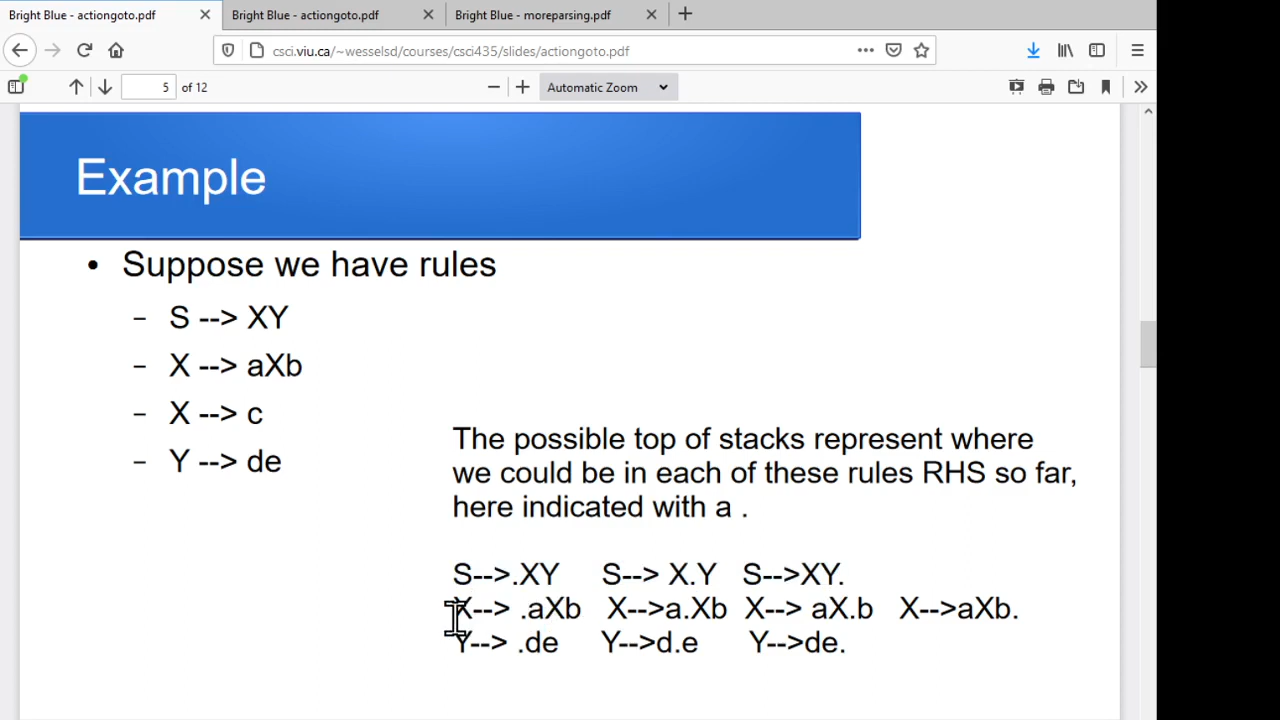 Bright Blue - actiongoto.pdf Bright Blue - actiongoto.pdf Bright Blue - moreparsing.pdf
csci.viu.ca/~wesselsd/courses/csci435/slides/actiongoto.pdf
5 of 12 Automatic Zoom
Example
• Suppose we have rules
– S --> XY
– X --> aXb
– X --> c
– Y --> de
The possible top of stacks represent where
we could be in each of these rules RHS so far,
here indicated with a .
S-->.XY S--> X.Y S-->XY.
X--> .aXb X-->a.Xb X--> aX.b X-->aXb.
Y--> .de Y-->d.e Y-->de.